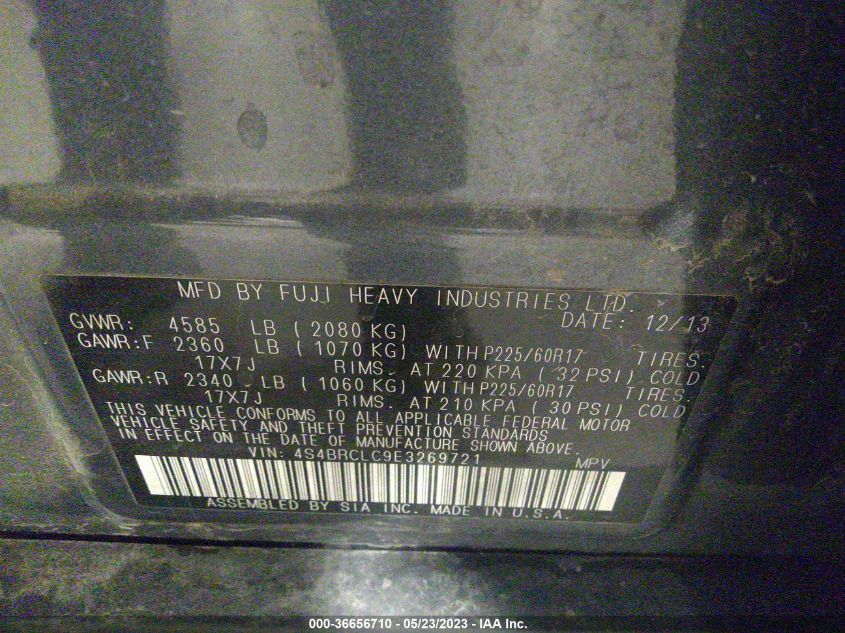 MFD BY FUJI HEAVY INDUSTRIES LTD.
DATE: 12/13
GVWR: 4585 LB ( 2080 KG)
GAWR:F 2360 LB ( 1070 KG) WITH P225/60R17 TIRES.
17X7J RIMS. AT 220 KPA ( 32 PSI) COLD
GAWR:R 2340 LB ( 1060 KG) WITH P225/60R17 TIRES.
17X7J RIMS. AT 210 KPA ( 30 PSI) COLD
THIS VEHICLE CONFORMS TO ALL APPLICABLE FEDERAL MOTOR
VEHICLE SAFETY AND THEFT PREVENTION STANDARDS
IN EFFECT ON THE DATE OF MANUFACTURE SHOWN ABOVE.
VIN: 4S4BRCLC9E3269721 MPV
ASSEMBLED BY SIA INC. MADE IN U.S.A.
000-36656710 - 05/23/2023 - IAA Inc.